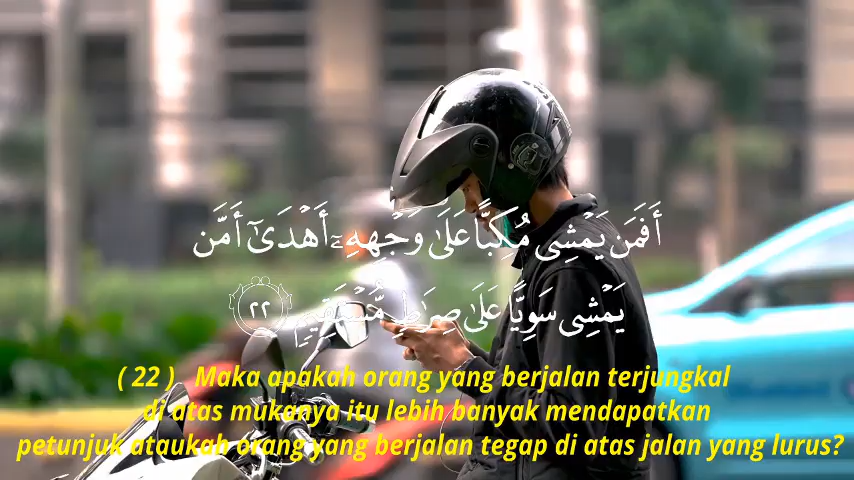 أَفَمَن يَمْشِى مُكِبًّا عَلَىٰ وَجْهِهِۦٓ أَهْدَىٰٓ أَمَّن
يَمْشِى سَوِيًّا عَلَىٰ صِرَٰطٍ مُّسْتَقِيمٍ ٢٢
( 22 ) Maka apakah orang yang berjalan terjungkal
di atas mukanya itu lebih banyak mendapatkan
petunjuk ataukah orang yang berjalan tegap di atas jalan yang lurus?